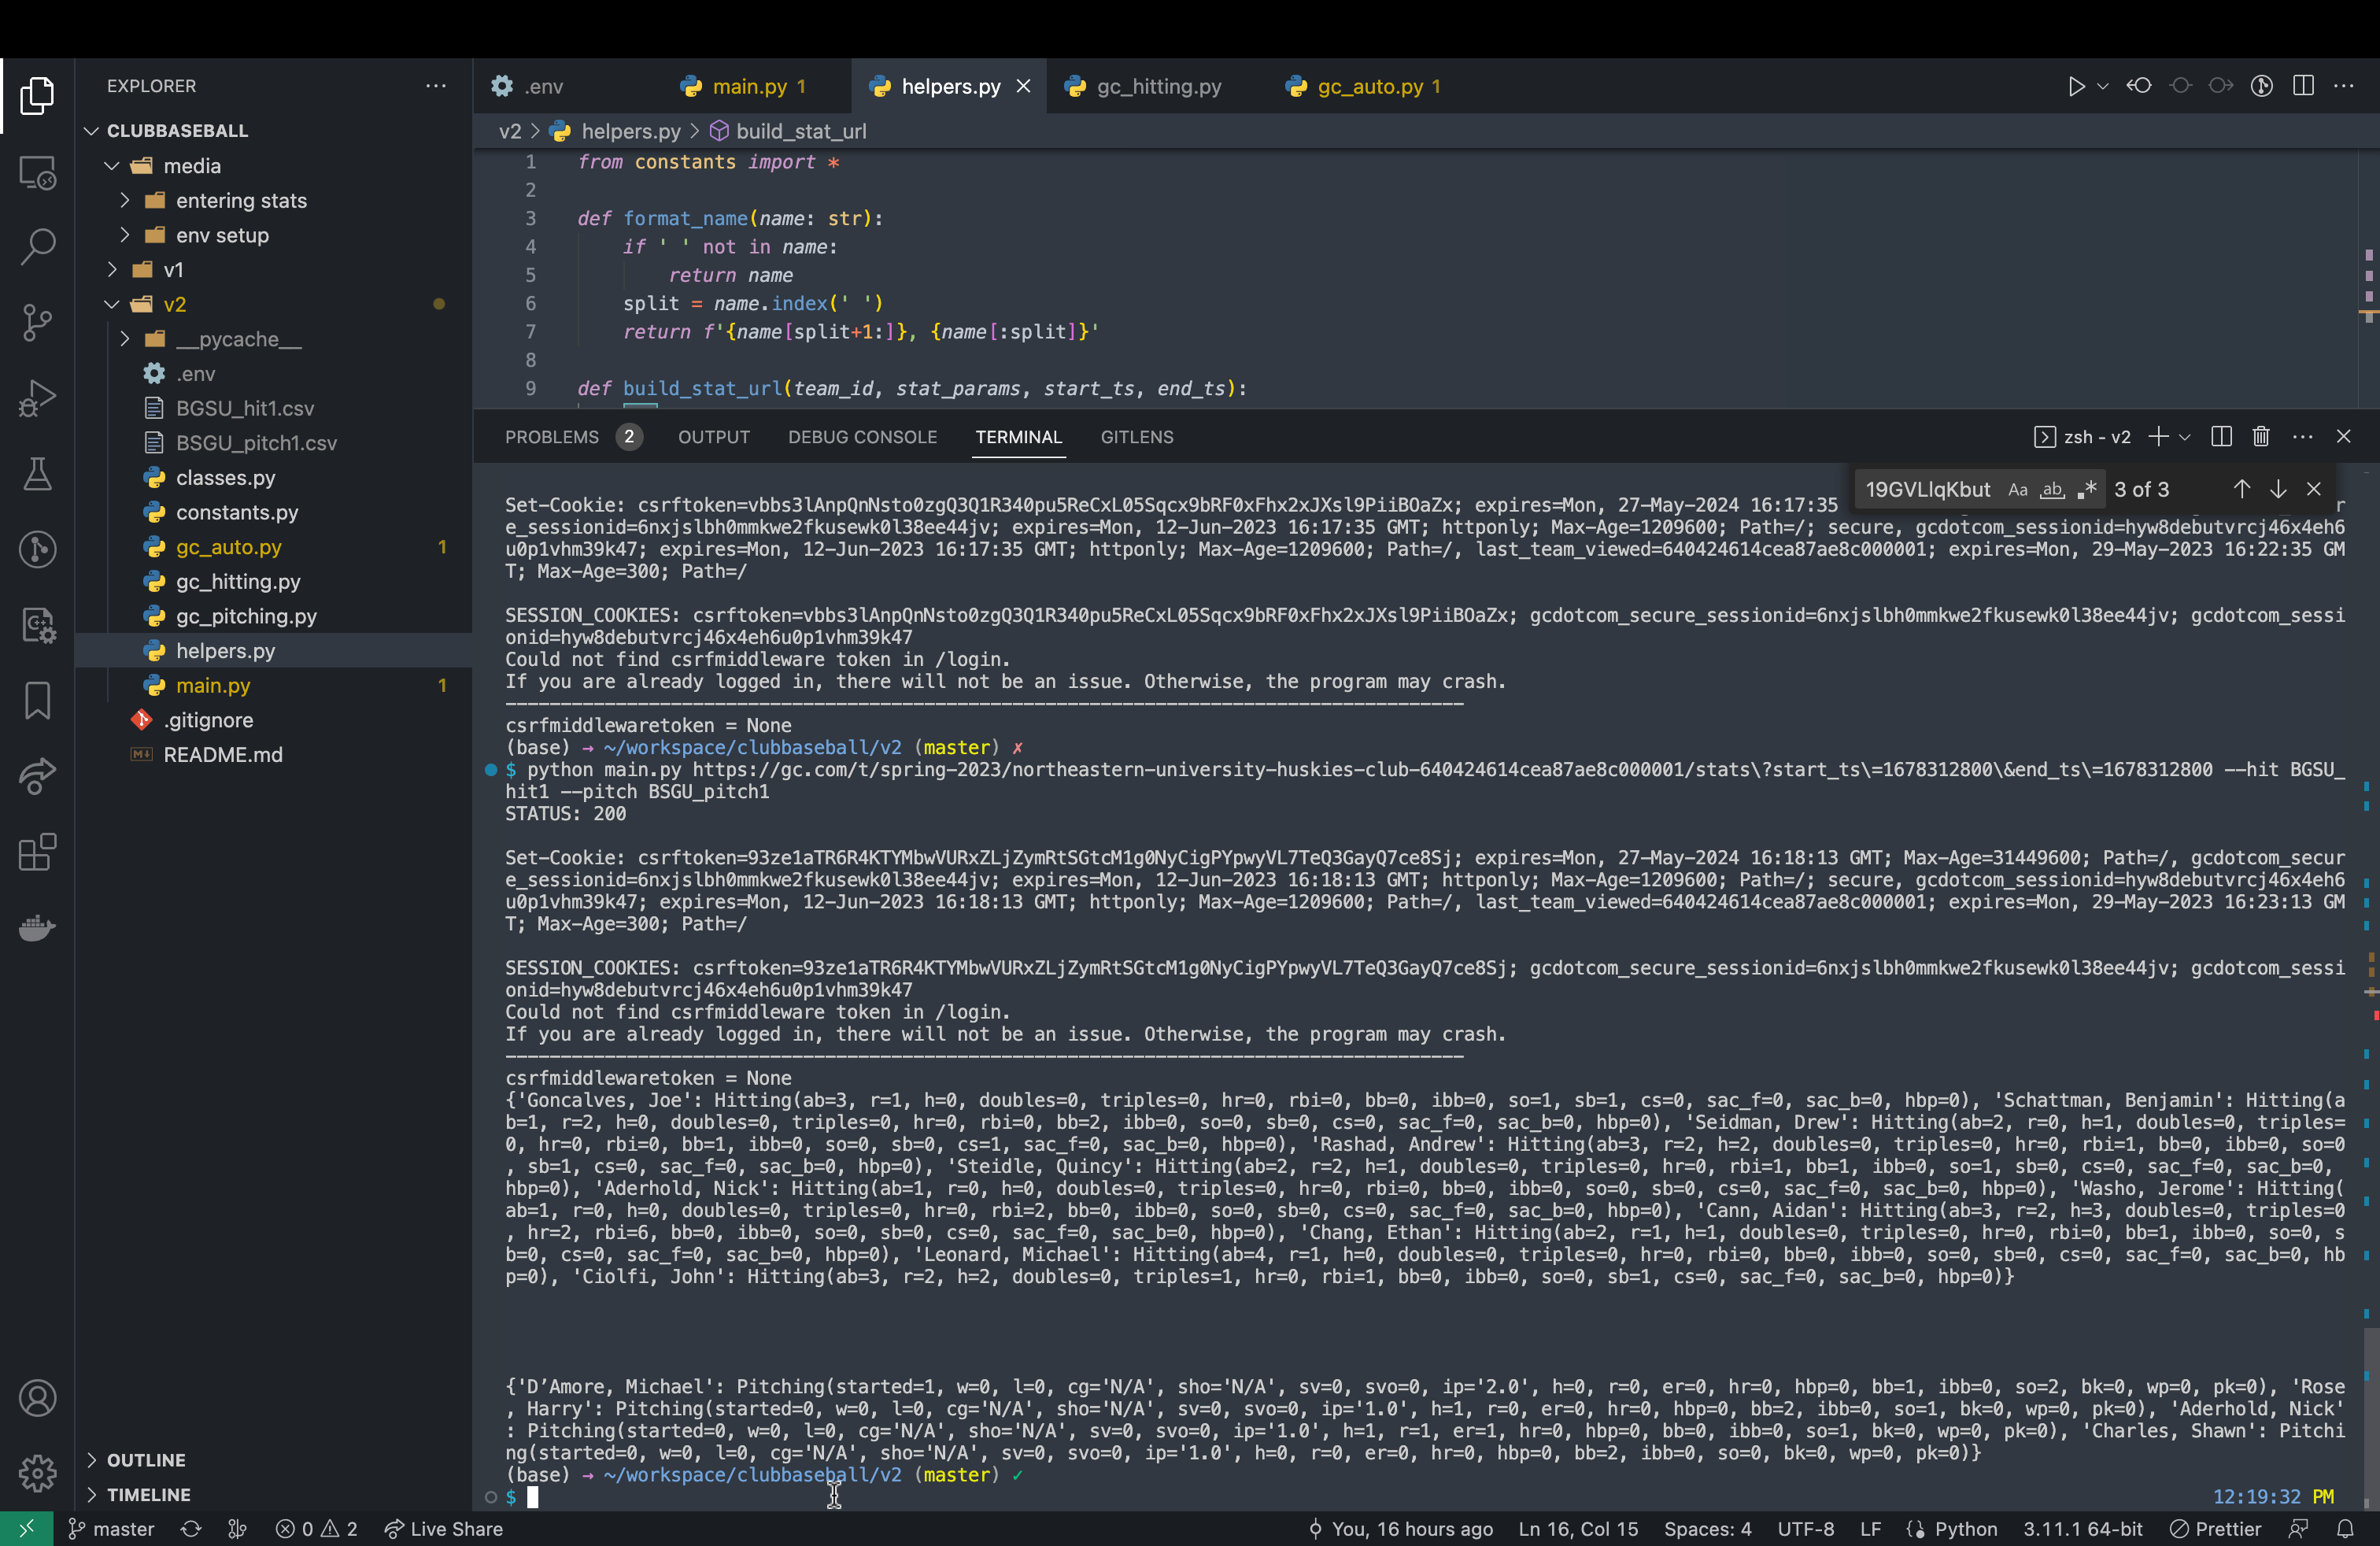 EXPLORER
CLUBBASEBALL
media
entering stats
env setup
v1
v2
__pycache__
.env
BGSU_hit1.csv
BSGU_pitch1.csv
classes.py
constants.py
gc_auto.py 1
gc_hitting.py
gc_pitching.py
helpers.py
main.py 1
.gitignore
README.md
OUTLINE
TIMELINE
.env main.py 1 helpers.py gc_hitting.py gc_auto.py 1
v2 > helpers.py > build_stat_url
1 from constants import *
2
3 def format_name(name: str):
4 if ' ' not in name:
5 return name
6 split = name.index(' ')
7 return f'{name[split+1:]}, {name[:split]}'
8
9 def build_stat_url(team_id, stat_params, start_ts, end_ts):
PROBLEMS 2 OUTPUT DEBUG CONSOLE TERMINAL GITLENS
zsh - v2
19GVLlqKbut Aa ab .* 3 of 3
Set-Cookie: csrftoken=vbbs3lAnpQnNsto0zgQ3Q1R340pu5ReCxL05Sqcx9bRF0xFhx2xJXsl9PiiBOaZx; expires=Mon, 27-May-2024 16:17:35 r
e_sessionid=6nxjslbh0mmkwe2fkusewk0l38ee44jv; expires=Mon, 12-Jun-2023 16:17:35 GMT; httponly; Max-Age=1209600; Path=/; secure, gcdotcom_sessionid=hyw8debutvrcj46x4eh6
u0p1vhm39k47; expires=Mon, 12-Jun-2023 16:17:35 GMT; httponly; Max-Age=1209600; Path=/, last_team_viewed=640424614cea87ae8c000001; expires=Mon, 29-May-2023 16:22:35 GM
T; Max-Age=300; Path=/
SESSION_COOKIES: csrftoken=vbbs3lAnpQnNsto0zgQ3Q1R340pu5ReCxL05Sqcx9bRF0xFhx2xJXsl9PiiBOaZx; gcdotcom_secure_sessionid=6nxjslbh0mmkwe2fkusewk0l38ee44jv; gcdotcom_sessi
onid=hyw8debutvrcj46x4eh6u0p1vhm39k47
Could not find csrfmiddleware token in /login.
If you are already logged in, there will not be an issue. Otherwise, the program may crash.
---------------------------------------------------------------------------------------
csrfmiddlewaretoken = None
(base) → ~/workspace/clubbaseball/v2 (master) ✗
$ python main.py https://gc.com/t/spring-2023/northeastern-university-huskies-club-640424614cea87ae8c000001/stats\?start_ts\=1678312800\&end_ts\=1678312800 --hit BGSU_
hit1 --pitch BSGU_pitch1
STATUS: 200
Set-Cookie: csrftoken=93ze1aTR6R4KTYMbwVURxZLjZymRtSGtcM1g0NyCigPYpwyVL7TeQ3GayQ7ce8Sj; expires=Mon, 27-May-2024 16:18:13 GMT; Max-Age=31449600; Path=/, gcdotcom_secur
e_sessionid=6nxjslbh0mmkwe2fkusewk0l38ee44jv; expires=Mon, 12-Jun-2023 16:18:13 GMT; httponly; Max-Age=1209600; Path=/; secure, gcdotcom_sessionid=hyw8debutvrcj46x4eh6
u0p1vhm39k47; expires=Mon, 12-Jun-2023 16:18:13 GMT; httponly; Max-Age=1209600; Path=/, last_team_viewed=640424614cea87ae8c000001; expires=Mon, 29-May-2023 16:23:13 GM
T; Max-Age=300; Path=/
SESSION_COOKIES: csrftoken=93ze1aTR6R4KTYMbwVURxZLjZymRtSGtcM1g0NyCigPYpwyVL7TeQ3GayQ7ce8Sj; gcdotcom_secure_sessionid=6nxjslbh0mmkwe2fkusewk0l38ee44jv; gcdotcom_sessi
onid=hyw8debutvrcj46x4eh6u0p1vhm39k47
Could not find csrfmiddleware token in /login.
If you are already logged in, there will not be an issue. Otherwise, the program may crash.
---------------------------------------------------------------------------------------
csrfmiddlewaretoken = None
{'Goncalves, Joe': Hitting(ab=3, r=1, h=0, doubles=0, triples=0, hr=0, rbi=0, bb=0, ibb=0, so=1, sb=1, cs=0, sac_f=0, sac_b=0, hbp=0), 'Schattman, Benjamin': Hitting(a
b=1, r=2, h=0, doubles=0, triples=0, hr=0, rbi=0, bb=2, ibb=0, so=0, sb=0, cs=0, sac_f=0, sac_b=0, hbp=0), 'Seidman, Drew': Hitting(ab=2, r=0, h=1, doubles=0, triples=
0, hr=0, rbi=0, bb=1, ibb=0, so=0, sb=0, cs=1, sac_f=0, sac_b=0, hbp=0), 'Rashad, Andrew': Hitting(ab=3, r=2, h=2, doubles=0, triples=0, hr=0, rbi=1, bb=0, ibb=0, so=0
, sb=1, cs=0, sac_f=0, sac_b=0, hbp=0), 'Steidle, Quincy': Hitting(ab=2, r=2, h=1, doubles=0, triples=0, hr=0, rbi=1, bb=1, ibb=0, so=1, sb=0, cs=0, sac_f=0, sac_b=0,
hbp=0), 'Aderhold, Nick': Hitting(ab=1, r=0, h=0, doubles=0, triples=0, hr=0, rbi=0, bb=0, ibb=0, so=0, sb=0, cs=0, sac_f=0, sac_b=0, hbp=0), 'Washo, Jerome': Hitting(
ab=1, r=0, h=0, doubles=0, triples=0, hr=0, rbi=2, bb=0, ibb=0, so=0, sb=0, cs=0, sac_f=0, sac_b=0, hbp=0), 'Cann, Aidan': Hitting(ab=3, r=2, h=3, doubles=0, triples=0
, hr=2, rbi=6, bb=0, ibb=0, so=0, sb=0, cs=0, sac_f=0, sac_b=0, hbp=0), 'Chang, Ethan': Hitting(ab=2, r=1, h=1, doubles=0, triples=0, hr=0, rbi=0, bb=1, ibb=0, so=0, s
b=0, cs=0, sac_f=0, sac_b=0, hbp=0), 'Leonard, Michael': Hitting(ab=4, r=1, h=0, doubles=0, triples=0, hr=0, rbi=0, bb=0, ibb=0, so=0, sb=0, cs=0, sac_f=0, sac_b=0, hb
p=0), 'Ciolfi, John': Hitting(ab=3, r=2, h=2, doubles=0, triples=1, hr=0, rbi=1, bb=0, ibb=0, so=0, sb=1, cs=0, sac_f=0, sac_b=0, hbp=0)}
{'D’Amore, Michael': Pitching(started=1, w=0, l=0, cg='N/A', sho='N/A', sv=0, svo=0, ip='2.0', h=0, r=0, er=0, hr=0, hbp=0, bb=1, ibb=0, so=2, bk=0, wp=0, pk=0), 'Rose
, Harry': Pitching(started=0, w=0, l=0, cg='N/A', sho='N/A', sv=0, svo=0, ip='1.0', h=1, r=0, er=0, hr=0, hbp=0, bb=2, ibb=0, so=1, bk=0, wp=0, pk=0), 'Aderhold, Nick'
: Pitching(started=0, w=0, l=0, cg='N/A', sho='N/A', sv=0, svo=0, ip='1.0', h=1, r=1, er=1, hr=0, hbp=0, bb=0, ibb=0, so=1, bk=0, wp=0, pk=0), 'Charles, Shawn': Pitchi
ng(started=0, w=0, l=0, cg='N/A', sho='N/A', sv=0, svo=0, ip='1.0', h=0, r=0, er=0, hr=0, hbp=0, bb=2, ibb=0, so=0, bk=0, wp=0, pk=0)}
(base) → ~/workspace/clubbaseball/v2 (master) ✓
$ 12:19:32 PM
master 0 2 Live Share You, 16 hours ago Ln 16, Col 15 Spaces: 4 UTF-8 LF Python 3.11.1 64-bit Prettier